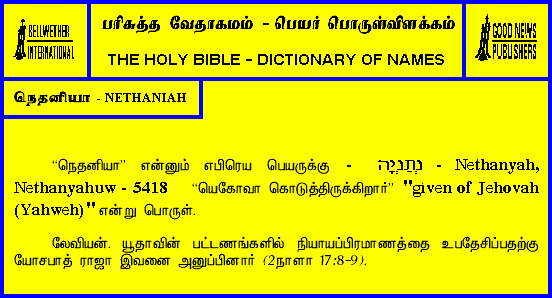 BELLWETHER
INTERNATIONAL
பரிசுத்த வேதாகமம் - பெயர் பொருள்விளக்கம்
THE HOLY BIBLE - DICTIONARY OF NAMES
GOOD NEWS
PUBLISHERS
நெதனியா - NETHANIAH
“நெதனியா” என்னும் எபிரெய பெயருக்கு - נְתַנְיָה - Nethanyah,
Nethanyahuw - 5418 “யெகோவா கொடுத்திருக்கிறார்” "given of Jehovah
(Yahweh)" என்று பொருள்.
லேவியன். யூதாவின் பட்டணங்களில் நியாயப்பிரமாணத்தை உபதேசிப்பதற்கு
யோசபாத் ராஜா இவனை அனுப்பினார் (2நாளா 17:8-9).